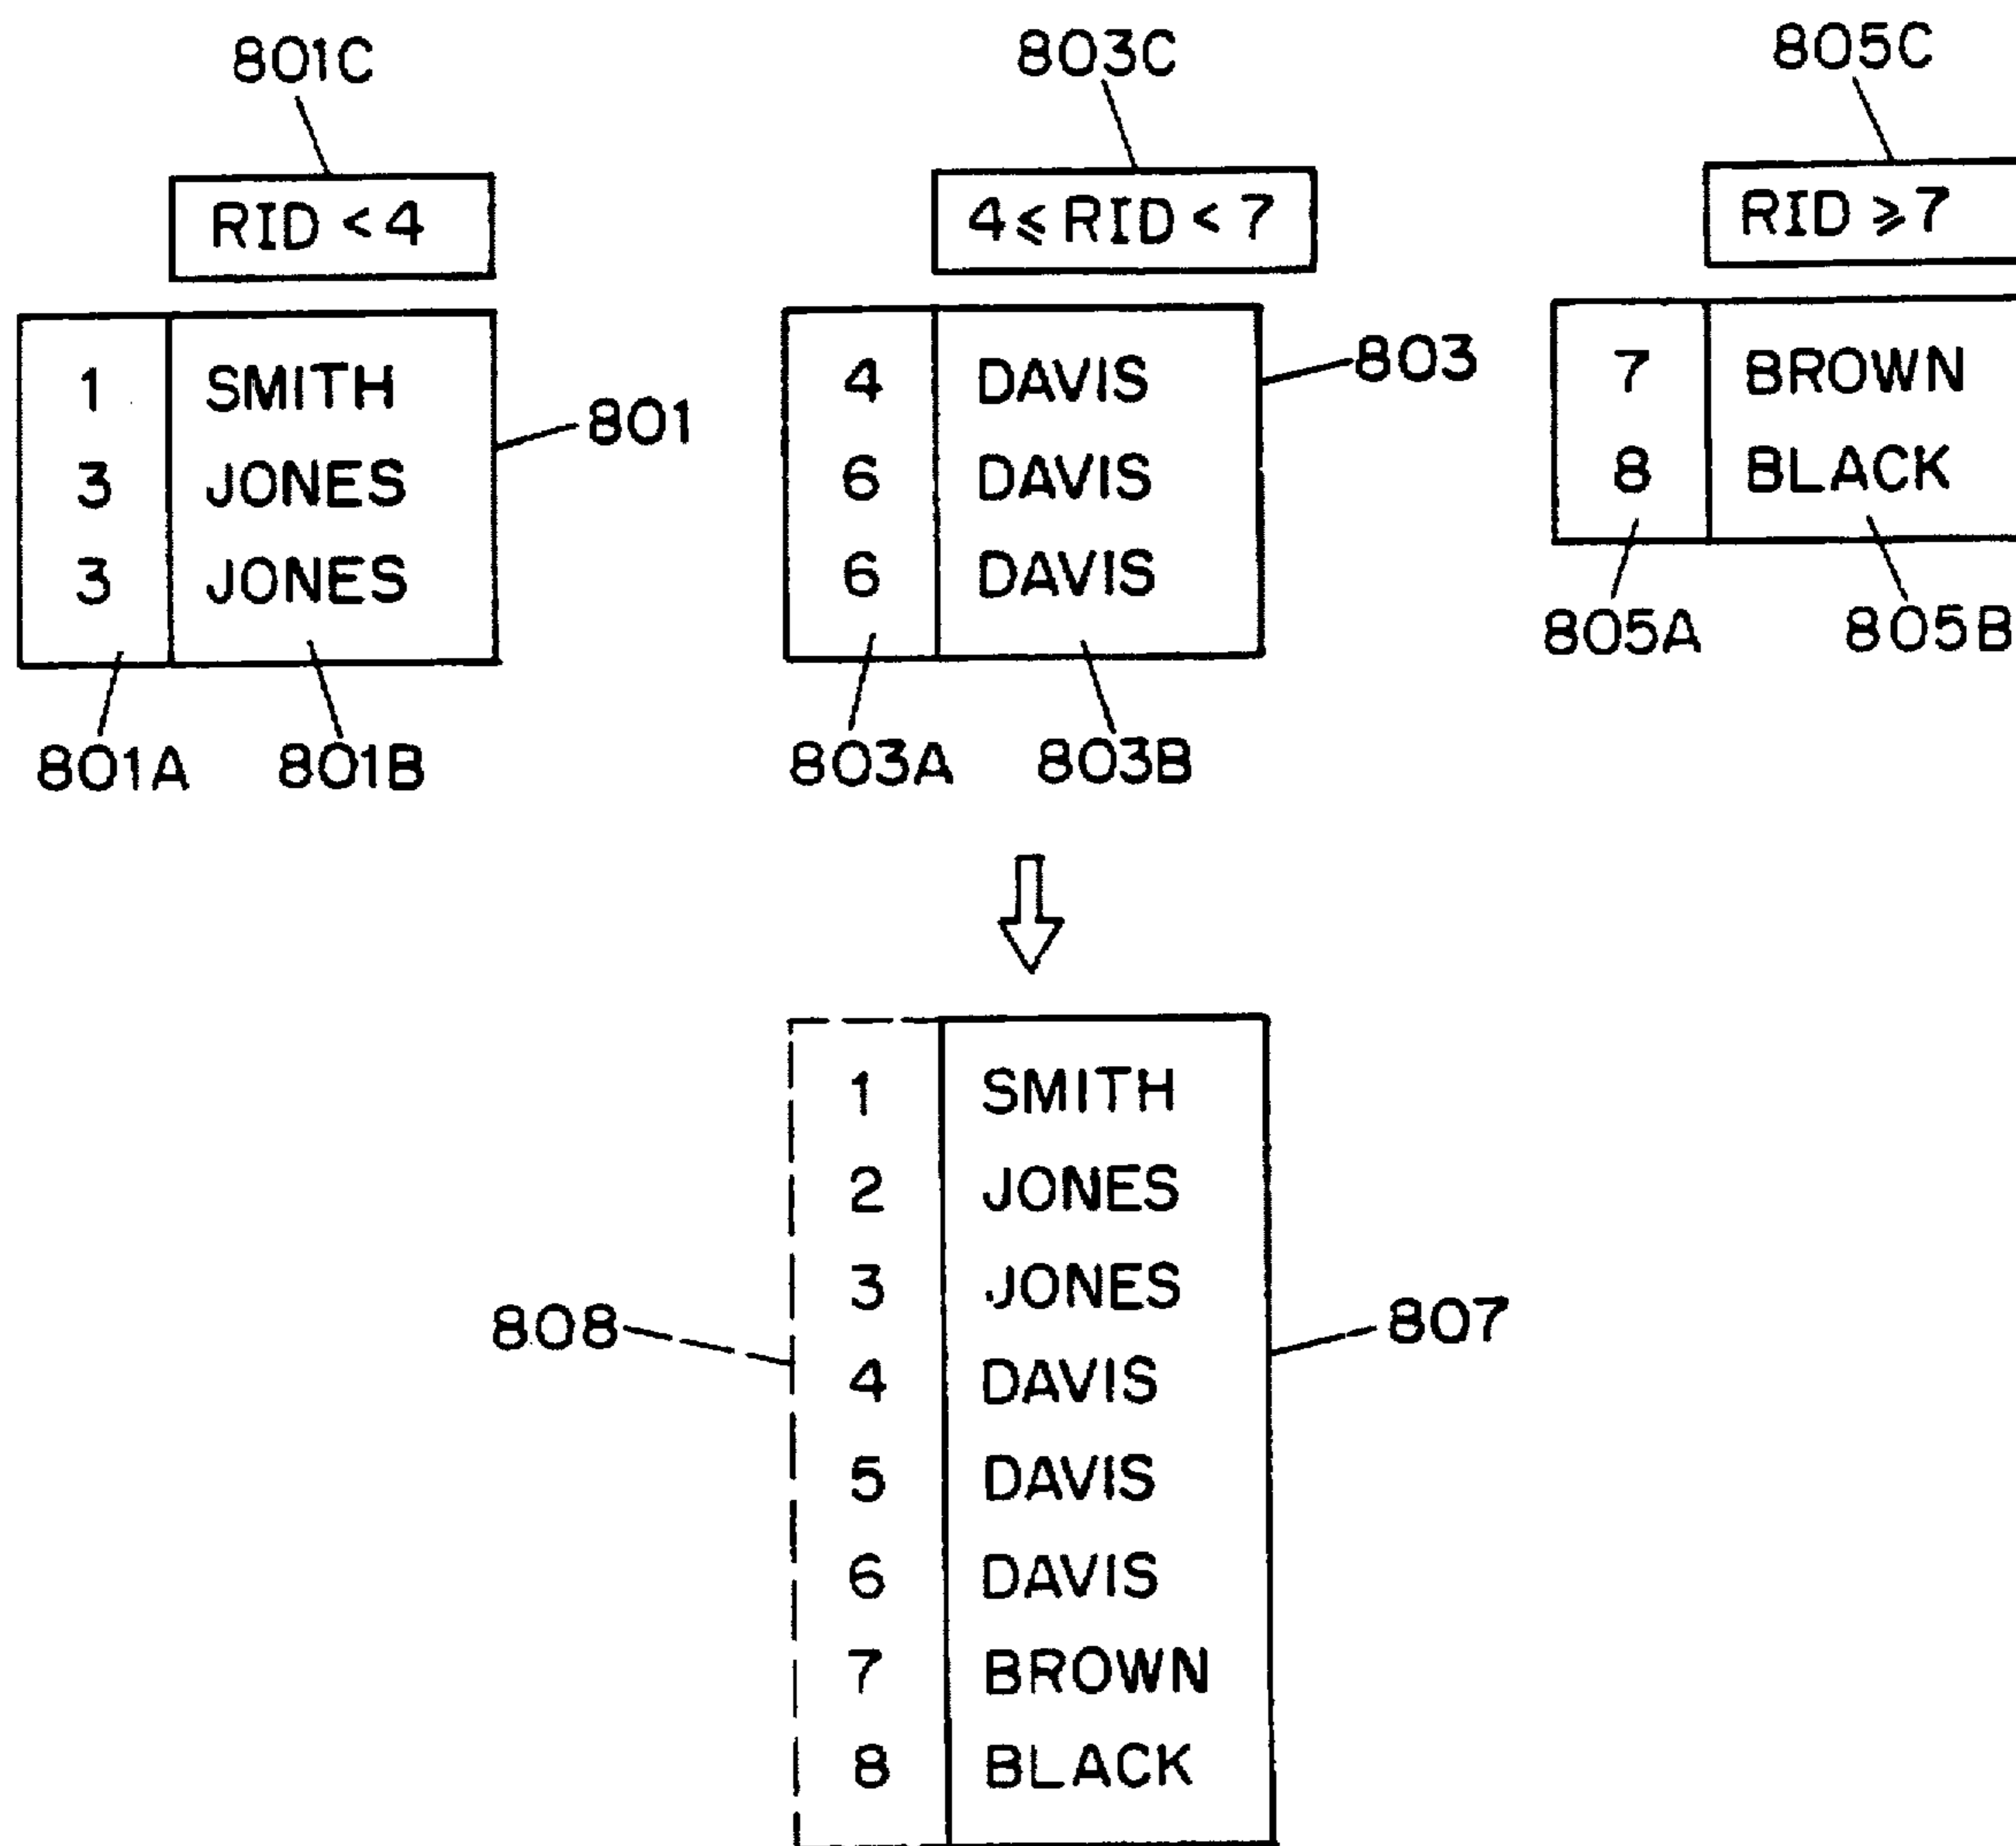 801C 803C 805C
RID < 4 4 ≤ RID < 7 RID ≥ 7
1 SMITH
3 JONES
3 JONES
801
801A 801B
4 DAVIS
6 DAVIS
6 DAVIS
803
803A 803B
7 BROWN
8 BLACK
805A 805B
1 SMITH
2 JONES
3 JONES
4 DAVIS
5 DAVIS
6 DAVIS
7 BROWN
8 BLACK
808 807